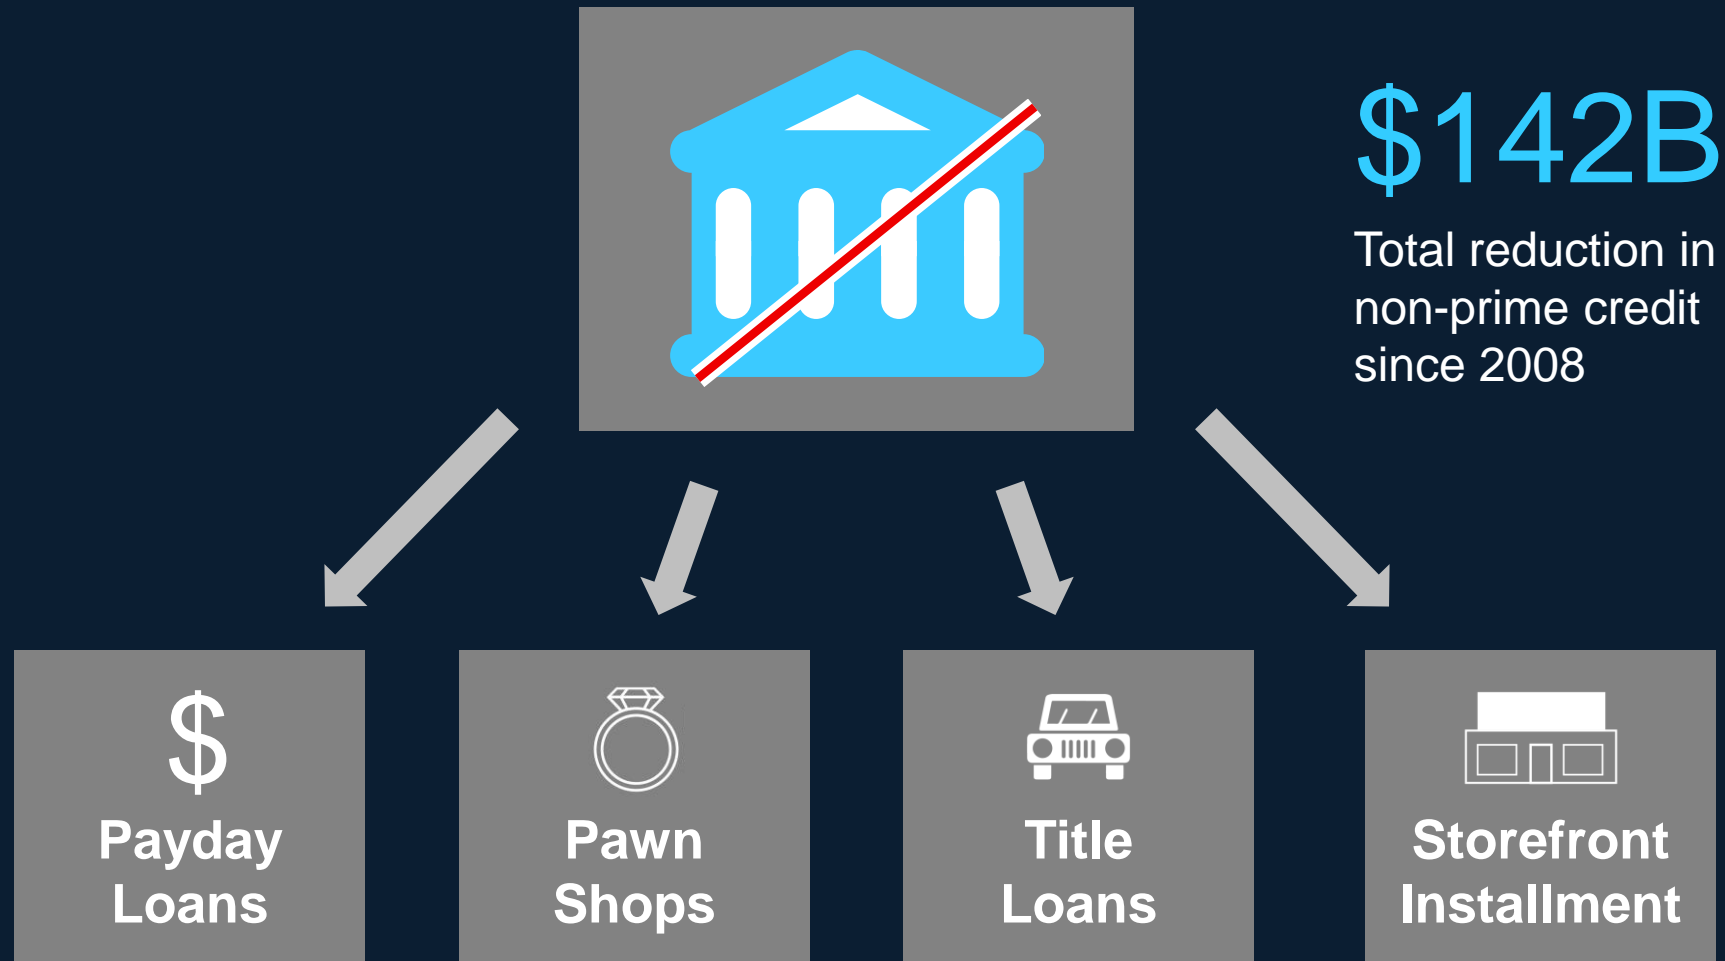 $142B
Total reduction in
non-prime credit
since 2008
$
Payday
Loans
Pawn
Shops
Title
Loans
Storefront
Installment